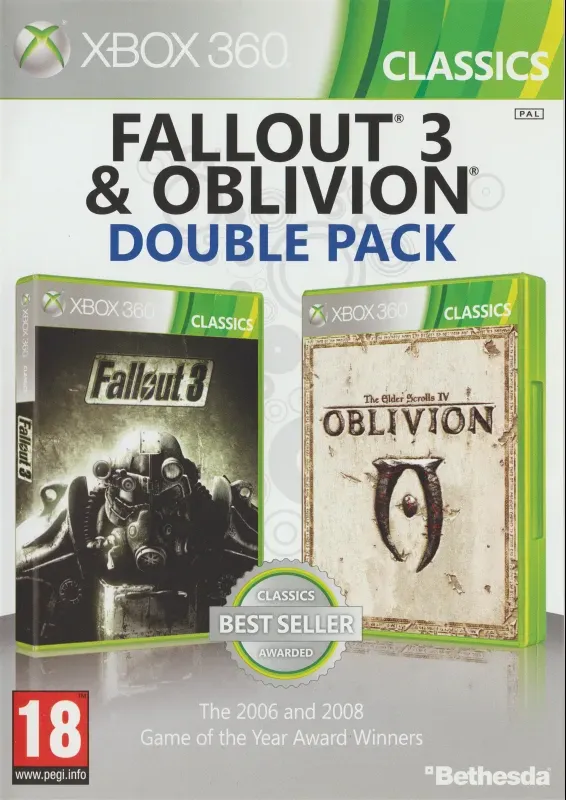 XBOX 360
CLASSICS
PAL
FALLOUT® 3
& OBLIVION®
DOUBLE PACK
XBOX 360
CLASSICS
Fallout 3
Fallout 3
XBOX 360
CLASSICS
The Elder Scrolls IV
OBLIVION
CLASSICS
BEST SELLER
AWARDED
18
www.pegi.info
The 2006 and 2008
Game of the Year Award Winners
Bethesda®